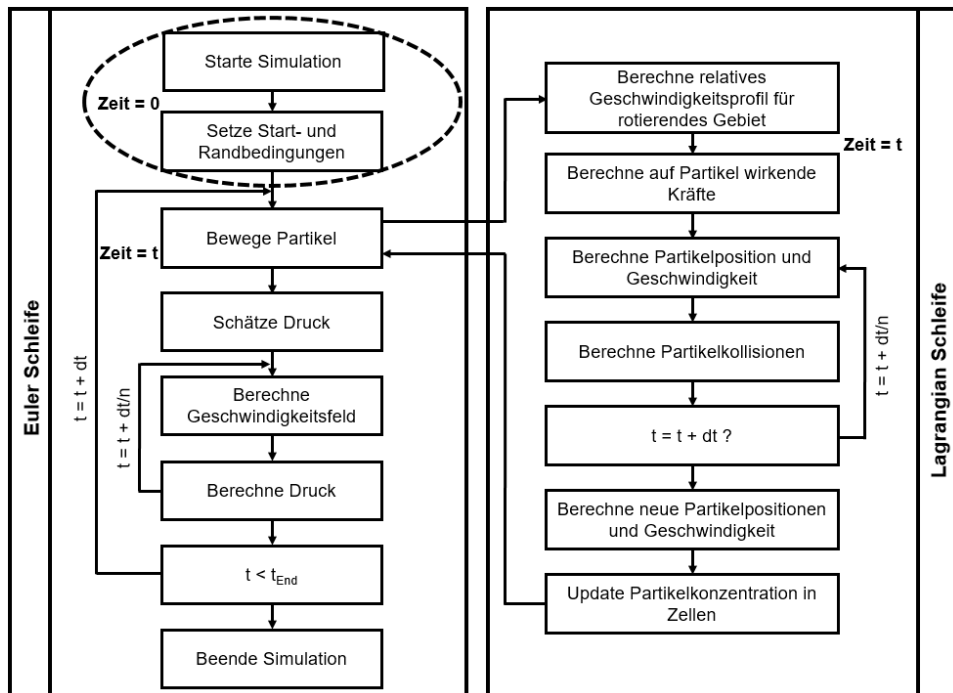 Euler Schleife
Starte Simulation
Zeit = 0
Setze Start- und
Randbedingungen
Bewege Partikel
Zeit = t
Schätze Druck
t = t + dt
Berechne
Geschwindigkeitsfeld
t = t + dt/n
Berechne Druck
t < tEnd
Beende Simulation
Berechne relatives
Geschwindigkeitsprofil für
rotierendes Gebiet
Zeit = t
Berechne auf Partikel wirkende
Kräfte
Berechne Partikelposition und
Geschwindigkeit
Berechne Partikelkollisionen
t = t + dt/n
t = t + dt ?
Berechne neue Partikelpositionen
und Geschwindigkeit
Update Partikelkonzentration in
Zellen
Lagrangian Schleife